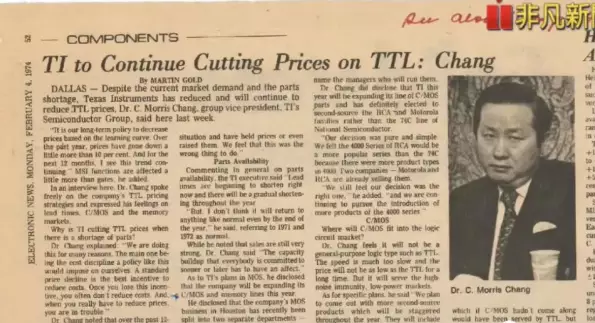 See also
非凡新聞
53
COMPONENTS
ELECTRONIC NEWS, MONDAY, FEBRUARY 4, 1974
TI to Continue Cutting Prices on TTL: Chang
By MARTIN GOLD
DALLAS — Despite the current market demand and the parts
shortage, Texas Instruments has reduced and will continue to
reduce TTL prices, Dr. C. Morris Chang, group vice president, TI's
Semiconductor Group, said here last week.
"It is our long-term policy to decrease
prices based on the learning curve. Over
the past year, prices have gone down a
little more than 10 per cent. And for the
next 12 months, I see this trend con-
tinuing." MSI functions are affected a
little more than gates, he added.
In an interview here, Dr. Chang spoke
freely on the company's TTL pricing
strategies and expressed his feelings on
lead times, C/MOS and the memory
markets.
Why is TI cutting TTL prices when
there is a shortage of parts?
Dr. Chang explained: "We are doing
this for many reasons. The main one be-
ing the cost discipline a policy like this
would impose on ourselves. A standard
price decline is the best incentive to
reduce costs. Once you lose this incen-
tive, you often don't reduce costs. And,
when you really have to reduce prices,
you are in trouble."
Dr. Chang noted that over the past 12-
situation and have held prices or even
raised them. We feel that this was the
wrong thing to do."
Parts Availability
Commenting in general on parts
availability, the TI executive said "Lead
times are beginning to shorten right
now and there will be a gradual shorten-
ing throughout the year
"But, I don't think it will return to
anything like normal even by the end of
the year," he said, referring to 1971 and
1972 as normal.
While he noted that sales are still very
strong, Dr. Chang said "The capacity
buildup that everybody is committed to
sooner or later has to have an affect."
As to TI's plans in MOS, he disclosed
that the company will be expanding its
C/MOS and memory lines this year.
He disclosed that the company's MOS
business in Houston has recently been
split into two separate departments —
name the managers who will run them.
Dr. Chang did disclose that TI this
year will be expanding its line of C/MOS
parts and has definitely elected to
second-source the RCA and Motorola
families rather than the 74C line of
National Semiconductor.
"Our decision was pure and simple.
We felt the 4000 Series of RCA would be
a more popular series than the 74C
because there were more product types
in 4000. Two companies — Motorola and
RCA are already selling them.
"We still feel our decision was the
right one," he added, "and we are con-
tinuing to pursue the introduction of
more products of the 4000 series"
C/MOS
Where will C/MOS fit into the logic
circuit market?
Dr. Chang feels it will not be a
general-purpose logic type such as TTL.
The speed is much too slow and the
price will not be as low as the TTL for a
long time. But it will serve the high-
noise immunity, low-power markets.
As for specific plans, he said "We plan
to come out with many second-source
products which will be staggered
throughout the year. They will include
Dr. C. Morris Chang
which if C/MOS hadn't come along
would have been served by TTL, but